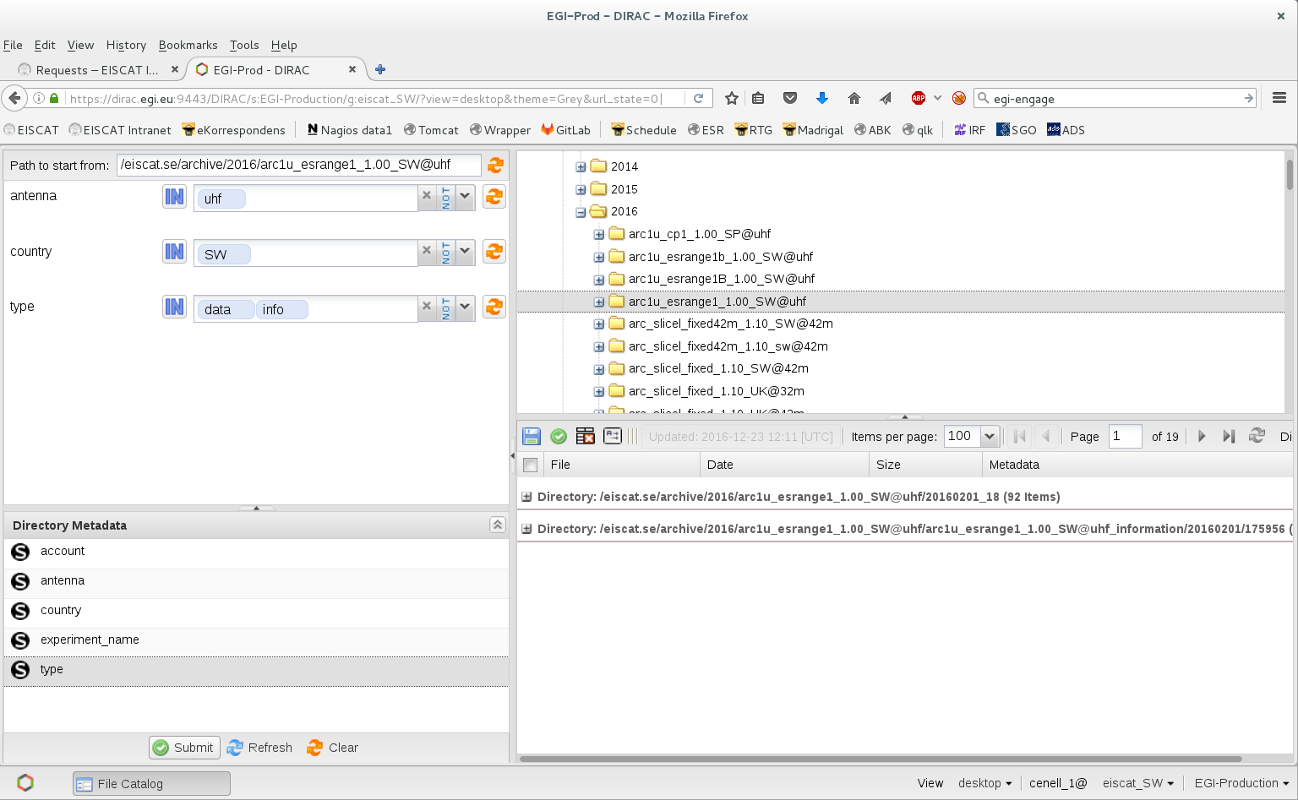 EGI-Prod - DIRAC - Mozilla Firefox
File Edit View History Bookmarks Tools Help
Requests – EISCAT I... EGI-Prod - DIRAC
https://dirac.egi.eu:9443/DIRAC/s:EGI-Production/g:eiscat_SW/?view=desktop&theme=Grey&url_state=0| ABP egi-engage
EISCAT EISCAT Intranet eKorrespondens Nagios data1 Tomcat Wrapper GitLab Schedule ESR RTG Madrigal ABK qlk IRF SGO ADS
Path to start from: /eiscat.se/archive/2016/arc1u_esrange1_1.00_SW@uhf
antenna IN uhf NOT
country IN SW NOT
type IN data info NOT
Directory Metadata
S account
S antenna
S country
S experiment_name
S type
Submit Refresh Clear
2014
2015
2016
arc1u_cp1_1.00_SP@uhf
arc1u_esrange1b_1.00_SW@uhf
arc1u_esrange1B_1.00_SW@uhf
arc1u_esrange1_1.00_SW@uhf
arc_slicel_fixed42m_1.10_SW@42m
arc_slicel_fixed42m_1.10_sw@42m
arc_slicel_fixed_1.10_SW@42m
arc_slicel_fixed_1.10_UK@32m
arc_slicel_fixed_1.10_UK@42m
Updated: 2016-12-23 12:11 [UTC] Items per page: 100 Page 1 of 19 Di
File Date Size Metadata
Directory: /eiscat.se/archive/2016/arc1u_esrange1_1.00_SW@uhf/20160201_18 (92 Items)
Directory: /eiscat.se/archive/2016/arc1u_esrange1_1.00_SW@uhf/arc1u_esrange1_1.00_SW@uhf_information/20160201/175956 (
File Catalog View desktop cenell_1@ eiscat_SW EGI-Production